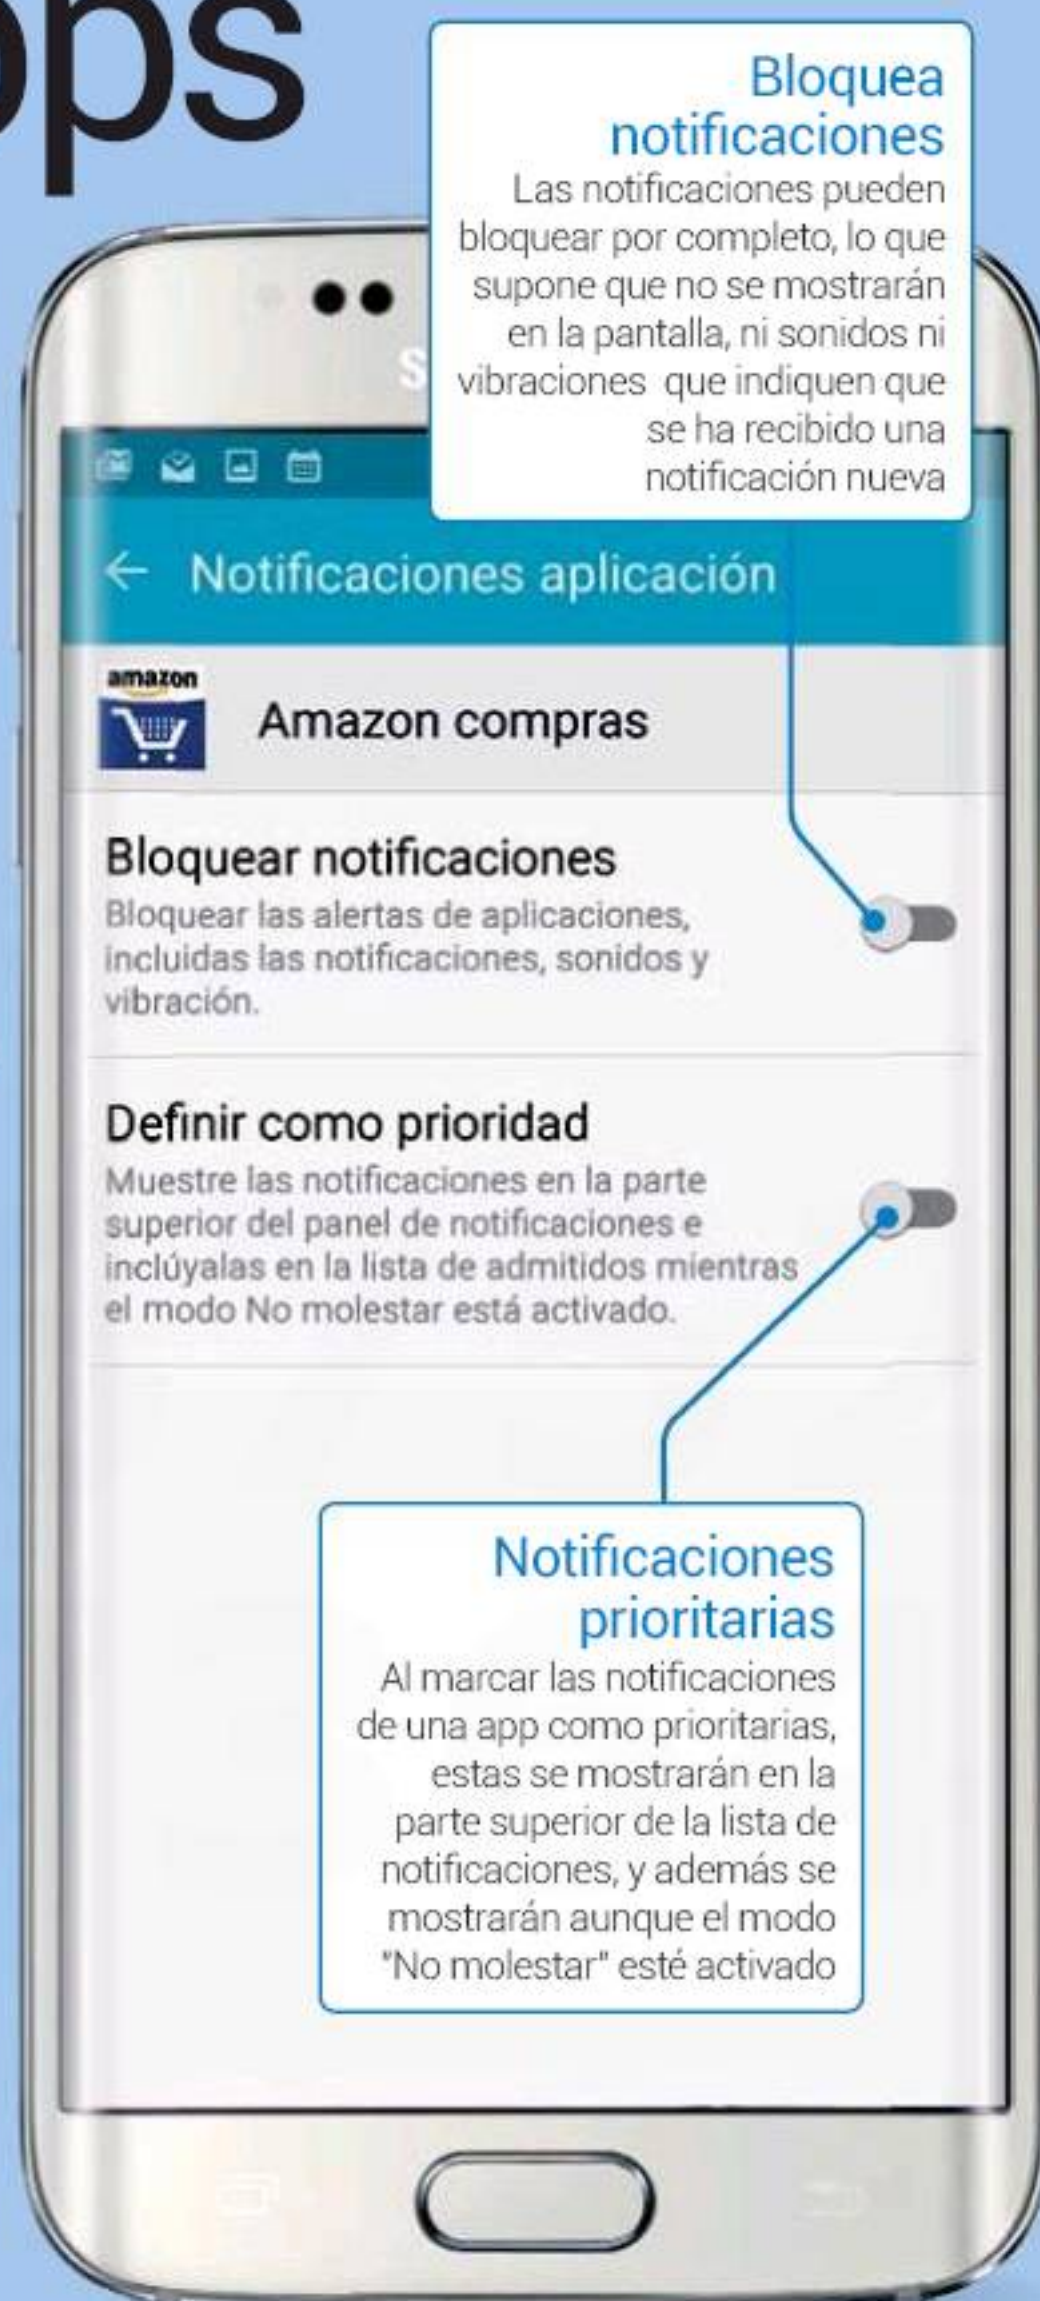 Bloquea
notificaciones
Las notificaciones pueden
bloquear por completo, lo que
supone que no se mostrarán
en la pantalla, ni sonidos ni
vibraciones que indiquen que
se ha recibido una
notificación nueva
Notificaciones aplicación
amazon
Amazon compras
Bloquear notificaciones
Bloquear las alertas de aplicaciones,
incluidas las notificaciones, sonidos y
vibración.
Definir como prioridad
Muestre las notificaciones en la parte
superior del panel de notificaciones e
inclúyalas en la lista de admitidos mientras
el modo No molestar está activado.
Notificaciones
prioritarias
Al marcar las notificaciones
de una app como prioritarias,
estas se mostrarán en la
parte superior de la lista de
notificaciones, y además se
mostrarán aunque el modo
"No molestar" esté activado